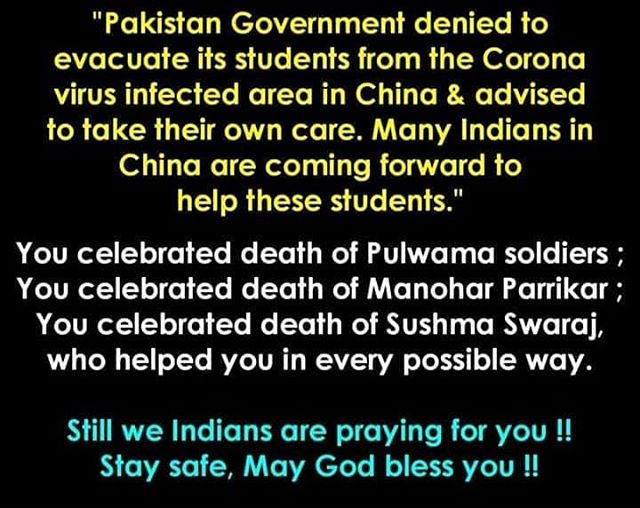 "Pakistan Government denied to
evacuate its students from the Corona
virus infected area in China & advised
to take their own care. Many Indians in
China are coming forward to
help these students."
You celebrated death of Pulwama soldiers ;
You celebrated death of Manohar Parrikar ;
You celebrated death of Sushma Swaraj,
who helped you in every possible way.
Still we Indians are praying for you !!
Stay safe, May God bless you !!